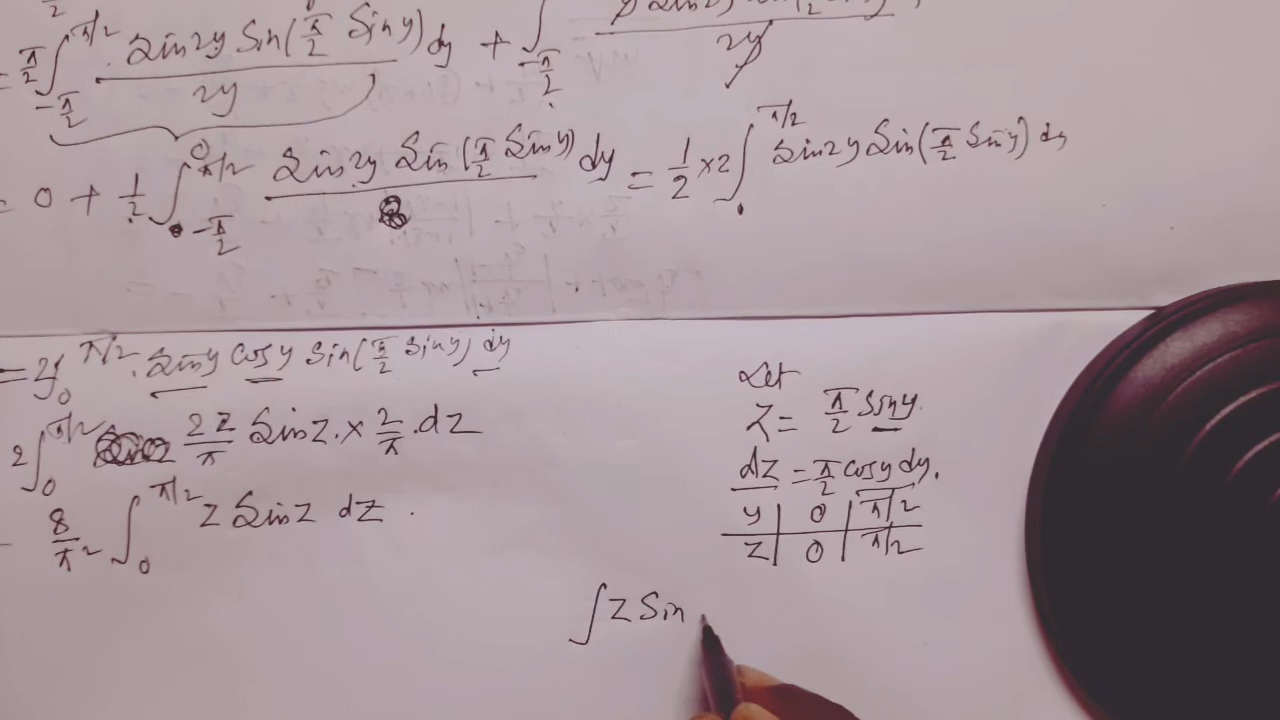 = π/2 ∫_{-π/2}^{π/2} Sin2y Sin(π/2 Siny)/2y dy + ∫_{-π/2}
2y
0
= 0 + 1/2 ∫_{-π/2}^{π/2} Sin2y Sin(π/2 Siny) dy = 1/2 ×2 ∫^{π/2} Sin2y Sin(π/2 Siny) dy
= 2∫_0^{π/2} Siny Cosy Sin(π/2 Siny) dy
2∫_0^{π/2} 2Z/π SinZ. × 2/π .dZ
8/π² ∫_0^{π/2} Z SinZ dZ .
Let
Z = π/2 Siny.
dZ = π/2 Cosy dy.
y | 0 | π/2
Z | 0 | π/2
∫Z Sin